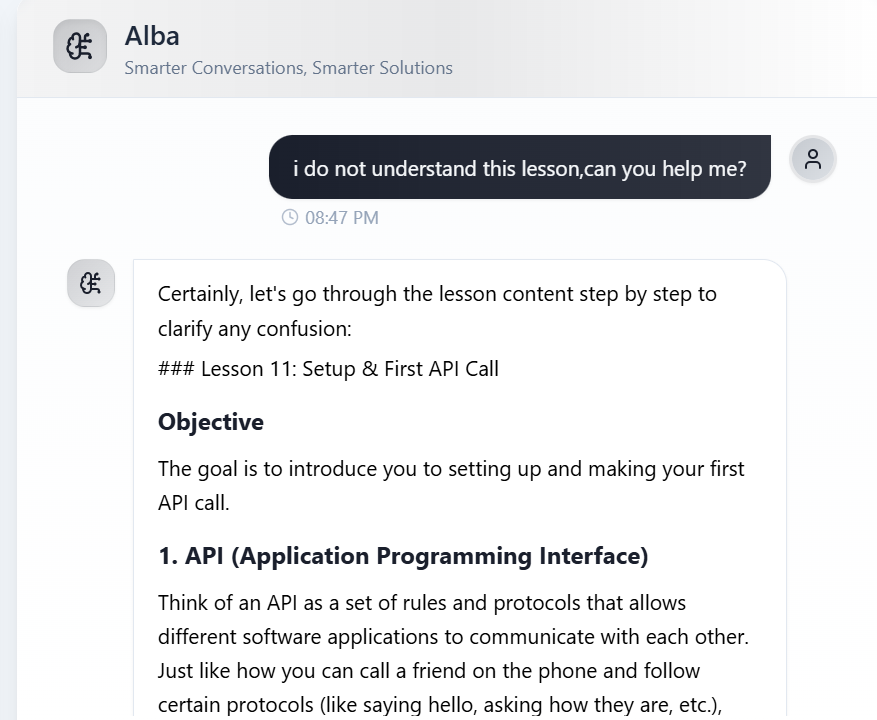 Alba
Smarter Conversations, Smarter Solutions
i do not understand this lesson,can you help me?
08:47 PM
Certainly, let's go through the lesson content step by step to
clarify any confusion:
### Lesson 11: Setup & First API Call
Objective
The goal is to introduce you to setting up and making your first
API call.
1. API (Application Programming Interface)
Think of an API as a set of rules and protocols that allows
different software applications to communicate with each other.
Just like how you can call a friend on the phone and follow
certain protocols (like saying hello, asking how they are, etc.),